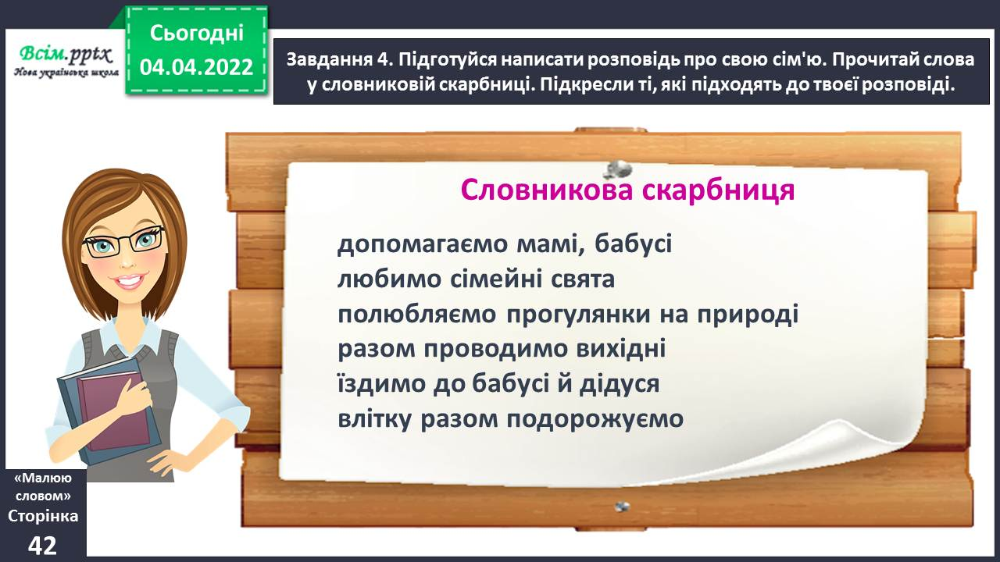 Сьогодні
04.04.2022
Всім.pptx
Нова українська школа
Завдання 4. Підготуйся написати розповідь про свою сім'ю. Прочитай слова
у словниковій скарбниці. Підкресли ті, які підходять до твоєї розповіді.
Словникова скарбниця
допомагаємо мамі, бабусі
любимо сімейні свята
полюбляємо прогулянки на природі
разом проводимо вихідні
їздимо до бабусі й дідуся
влітку разом подорожуємо
«Малюю
словом»
Сторінка
42